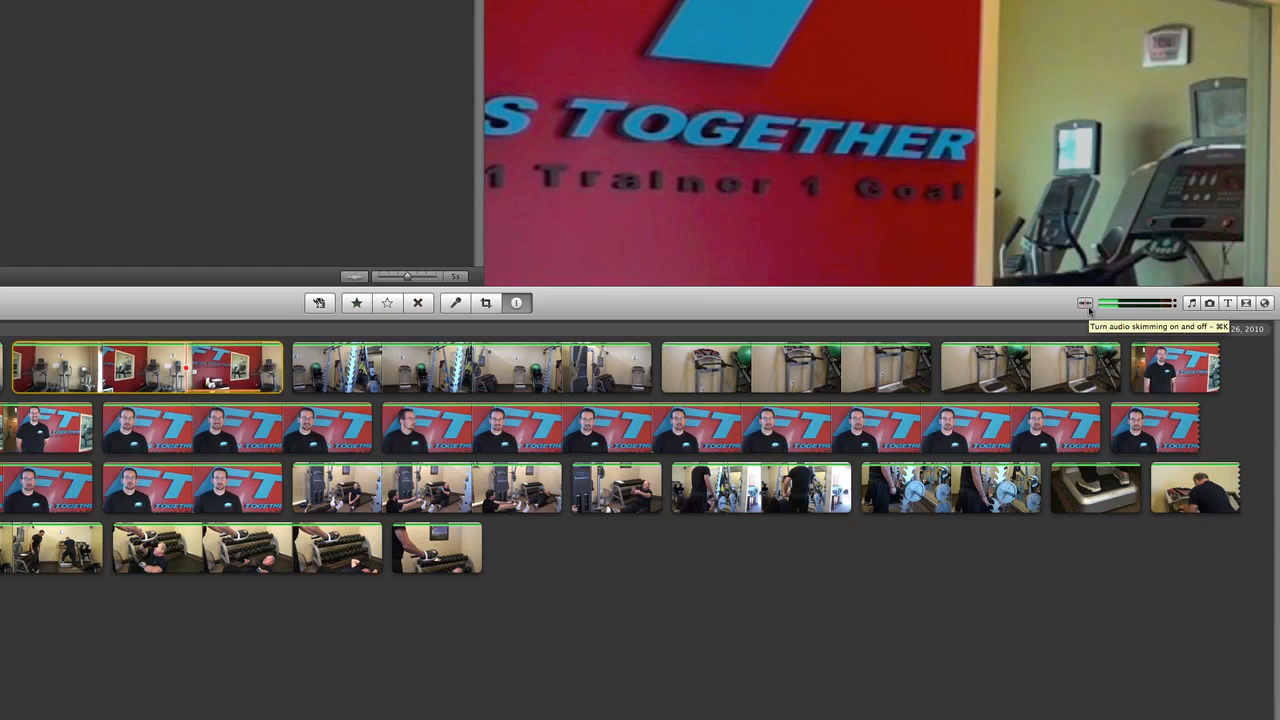 S TOGETHER
1 Trainer 1 Goal
5s
T
Turn audio skimming on and off – ⌘K
26, 2010